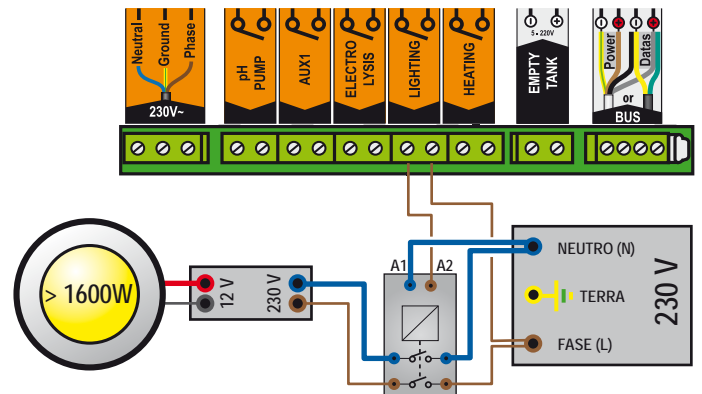 Neutral
Ground
Phase
230V~
pH
PUMP
AUX1
ELECTRO
LYSIS
LIGHTING
HEATING
5 - 220V
EMPTY
TANK
Power
Datas
or
BUS
> 1600W
12 V
230 V
A1
A2
NEUTRO (N)
TERRA
FASE (L)
230 V